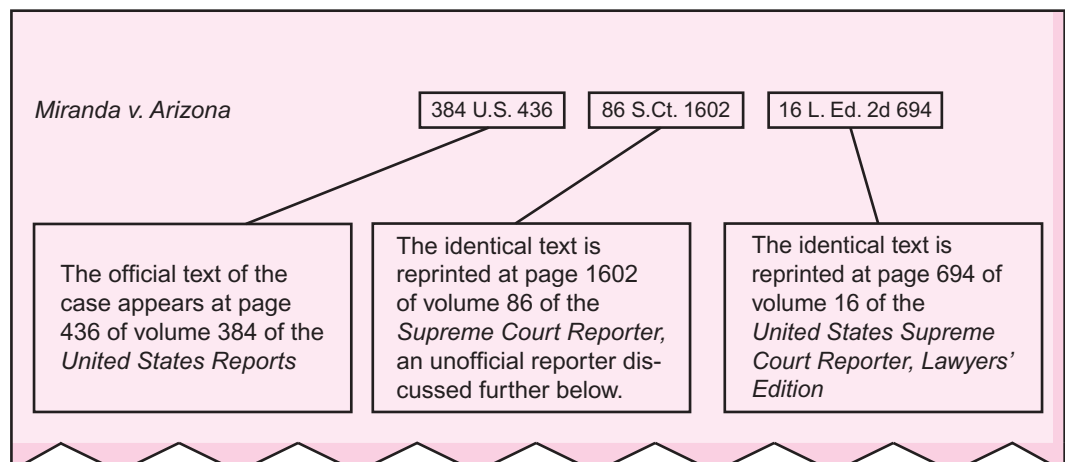 Miranda v. Arizona 384 U.S. 436 86 S.Ct. 1602 16 L. Ed. 2d 694
The official text of the
case appears at page
436 of volume 384 of the
United States Reports
The identical text is
reprinted at page 1602
of volume 86 of the
Supreme Court Reporter,
an unofficial reporter dis-
cussed further below.
The identical text is
reprinted at page 694 of
volume 16 of the
United States Supreme
Court Reporter, Lawyers’
Edition